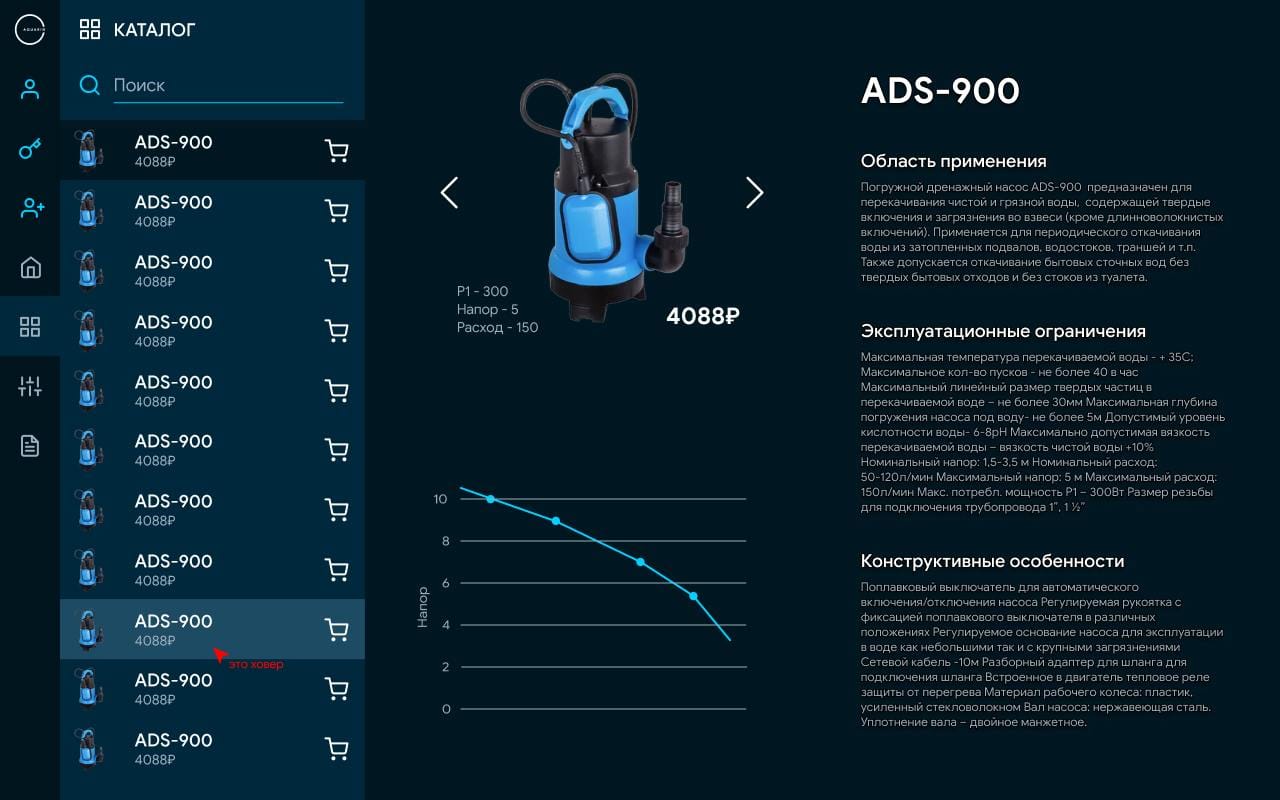 AQUARIO
КАТАЛОГ
Поиск
ADS-900
4088₽
ADS-900
4088₽
ADS-900
4088₽
ADS-900
4088₽
ADS-900
4088₽
ADS-900
4088₽
ADS-900
4088₽
ADS-900
4088₽
ADS-900
4088₽
это ховер
ADS-900
4088₽
ADS-900
4088₽
P1 - 300
Напор - 5
Расход - 150
4088₽
10
8
6
4
2
0
Напор
ADS-900
Область применения
Погружной дренажный насос ADS-900 предназначен для
перекачивания чистой и грязной воды, содержащей твердые
включения и загрязнения во взвеси (кроме длинноволокнистых
включений). Применяется для периодического откачивания
воды из затопленных подвалов, водостоков, траншей и т.п.
Также допускается откачивание бытовых сточных вод без
твердых бытовых отходов и без стоков из туалета.
Эксплуатационные ограничения
Максимальная температура перекачиваемой воды - + 35С;
Максимальное кол-во пусков - не более 40 в час
Максимальный линейный размер твердых частиц в
перекачиваемой воде – не более 30мм Максимальная глубина
погружения насоса под воду- не более 5м Допустимый уровень
кислотности воды- 6-8pH Максимально допустимая вязкость
перекачиваемой воды – вязкость чистой воды +10%
Номинальный напор: 1,5-3,5 м Номинальный расход:
50-120л/мин Максимальный напор: 5 м Максимальный расход:
150л/мин Макс. потребл. мощность P1 – 300Вт Размер резьбы
для подключения трубопровода 1”, 1 ½”
Конструктивные особенности
Поплавковый выключатель для автоматического
включения/отключения насоса Регулируемая рукоятка с
фиксацией поплавкового выключателя в различных
положениях Регулируемое основание насоса для эксплуатации
в воде как небольшими так и с крупными загрязнениями
Сетевой кабель -10м Разборный адаптер для шланга для
подключения шланга Встроенное в двигатель тепловое реле
защиты от перегрева Материал рабочего колеса: пластик,
усиленный стекловолокном Вал насоса: нержавеющая сталь.
Уплотнение вала – двойное манжетное.